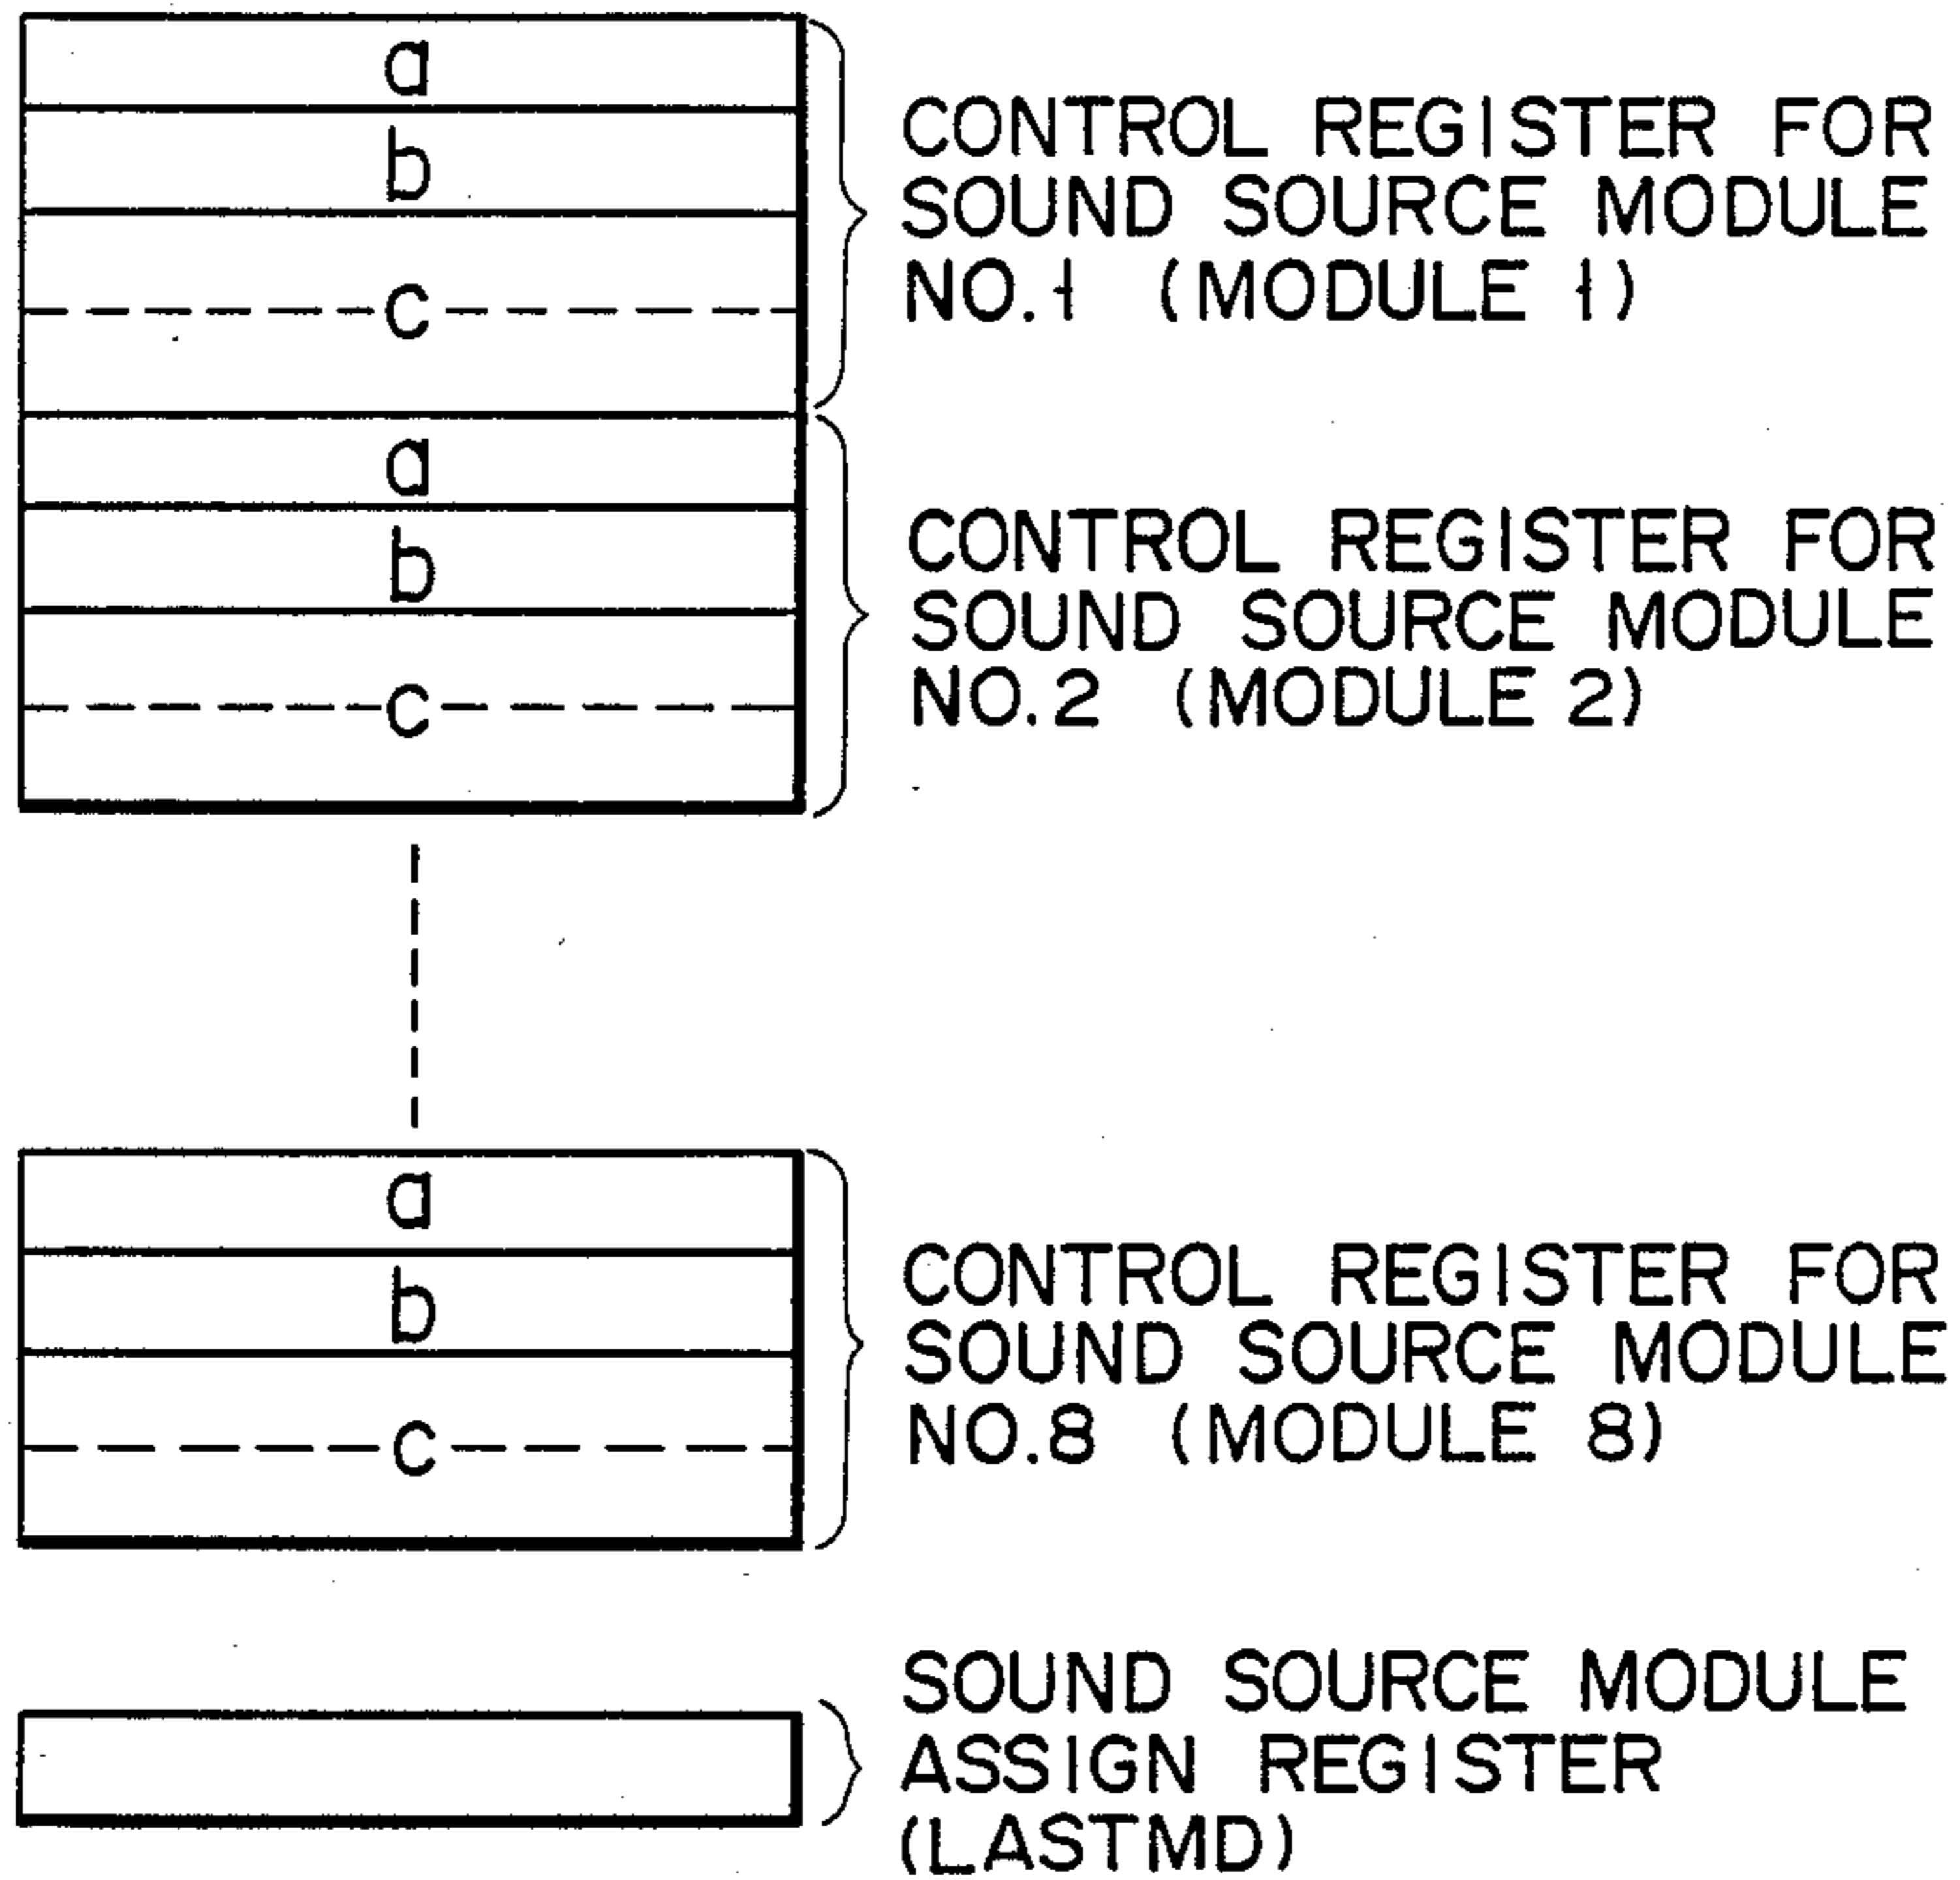 a
b
c
CONTROL REGISTER FOR
SOUND SOURCE MODULE
NO.1 (MODULE 1)
a
b
c
CONTROL REGISTER FOR
SOUND SOURCE MODULE
NO.2 (MODULE 2)
a
b
c
CONTROL REGISTER FOR
SOUND SOURCE MODULE
NO.8 (MODULE 8)
SOUND SOURCE MODULE
ASSIGN REGISTER
(LASTMD)